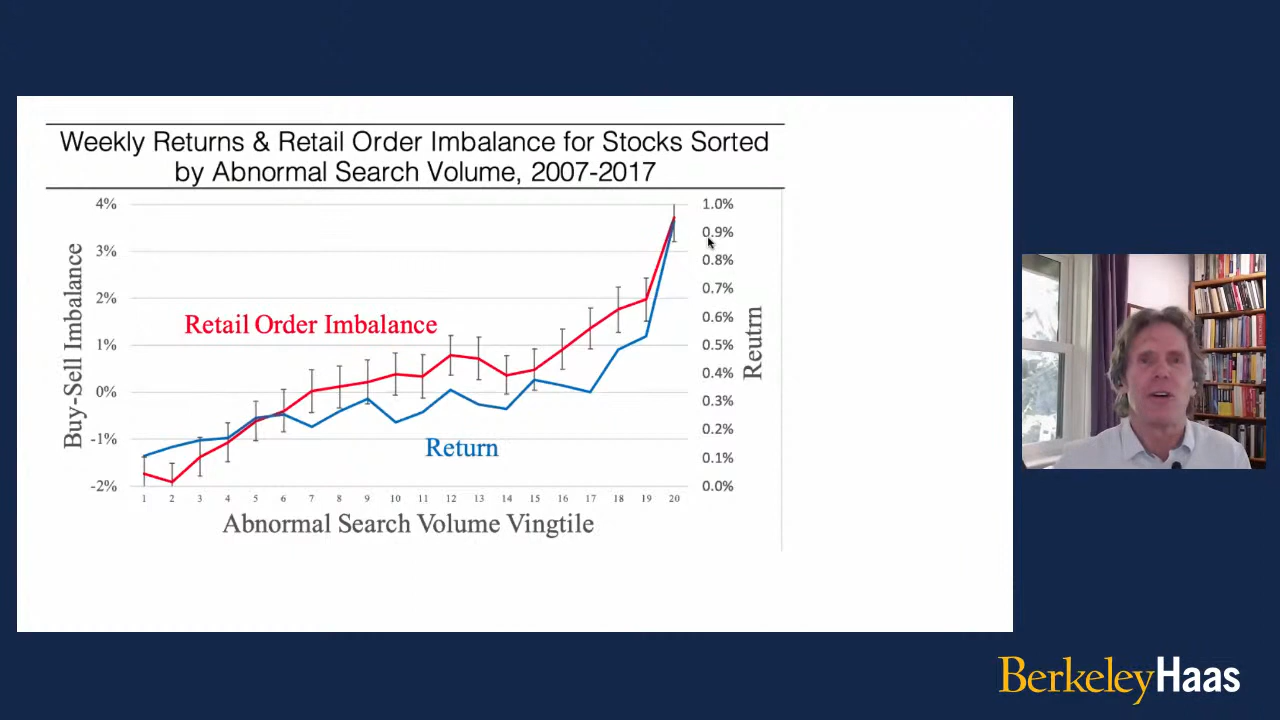 Weekly Returns & Retail Order Imbalance for Stocks Sorted
by Abnormal Search Volume, 2007-2017
4%
3%
2%
1%
0%
-1%
-2%
Buy-Sell Imbalance
Retail Order Imbalance
Return
1.0%
0.9%
0.8%
0.7%
0.6%
0.5%
0.4%
0.3%
0.2%
0.1%
0.0%
Reutrn
1 2 3 4 5 6 7 8 9 10 11 12 13 14 15 16 17 18 19 20
Abnormal Search Volume Vingtile
BerkeleyHaas